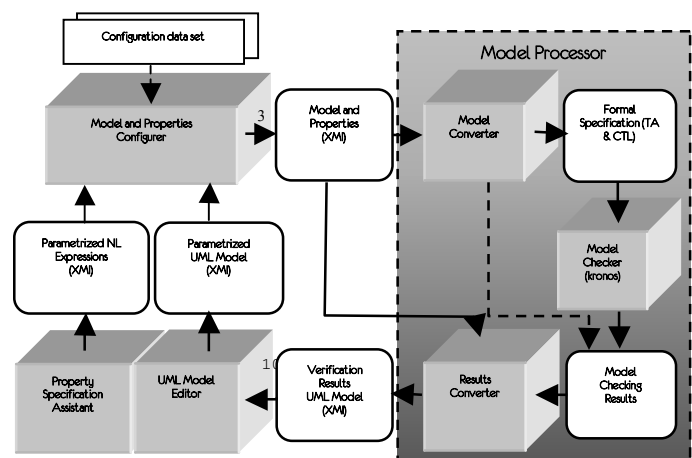 Configuration data set
Model Processor
Model and Properties
Configurer
3
Model and
Properties
(XMI)
Model
Converter
Formal
Specification (TA
& CTL)
Parametrized NL
Expressions
(XMI)
Parametrized
UML Model
(XMI)
Model
Checker
(kronos)
Property
Specification
Assistant
UML Model
Editor
10
Verification
Results
UML Model
(XMI)
Results
Converter
Model
Checking
Results